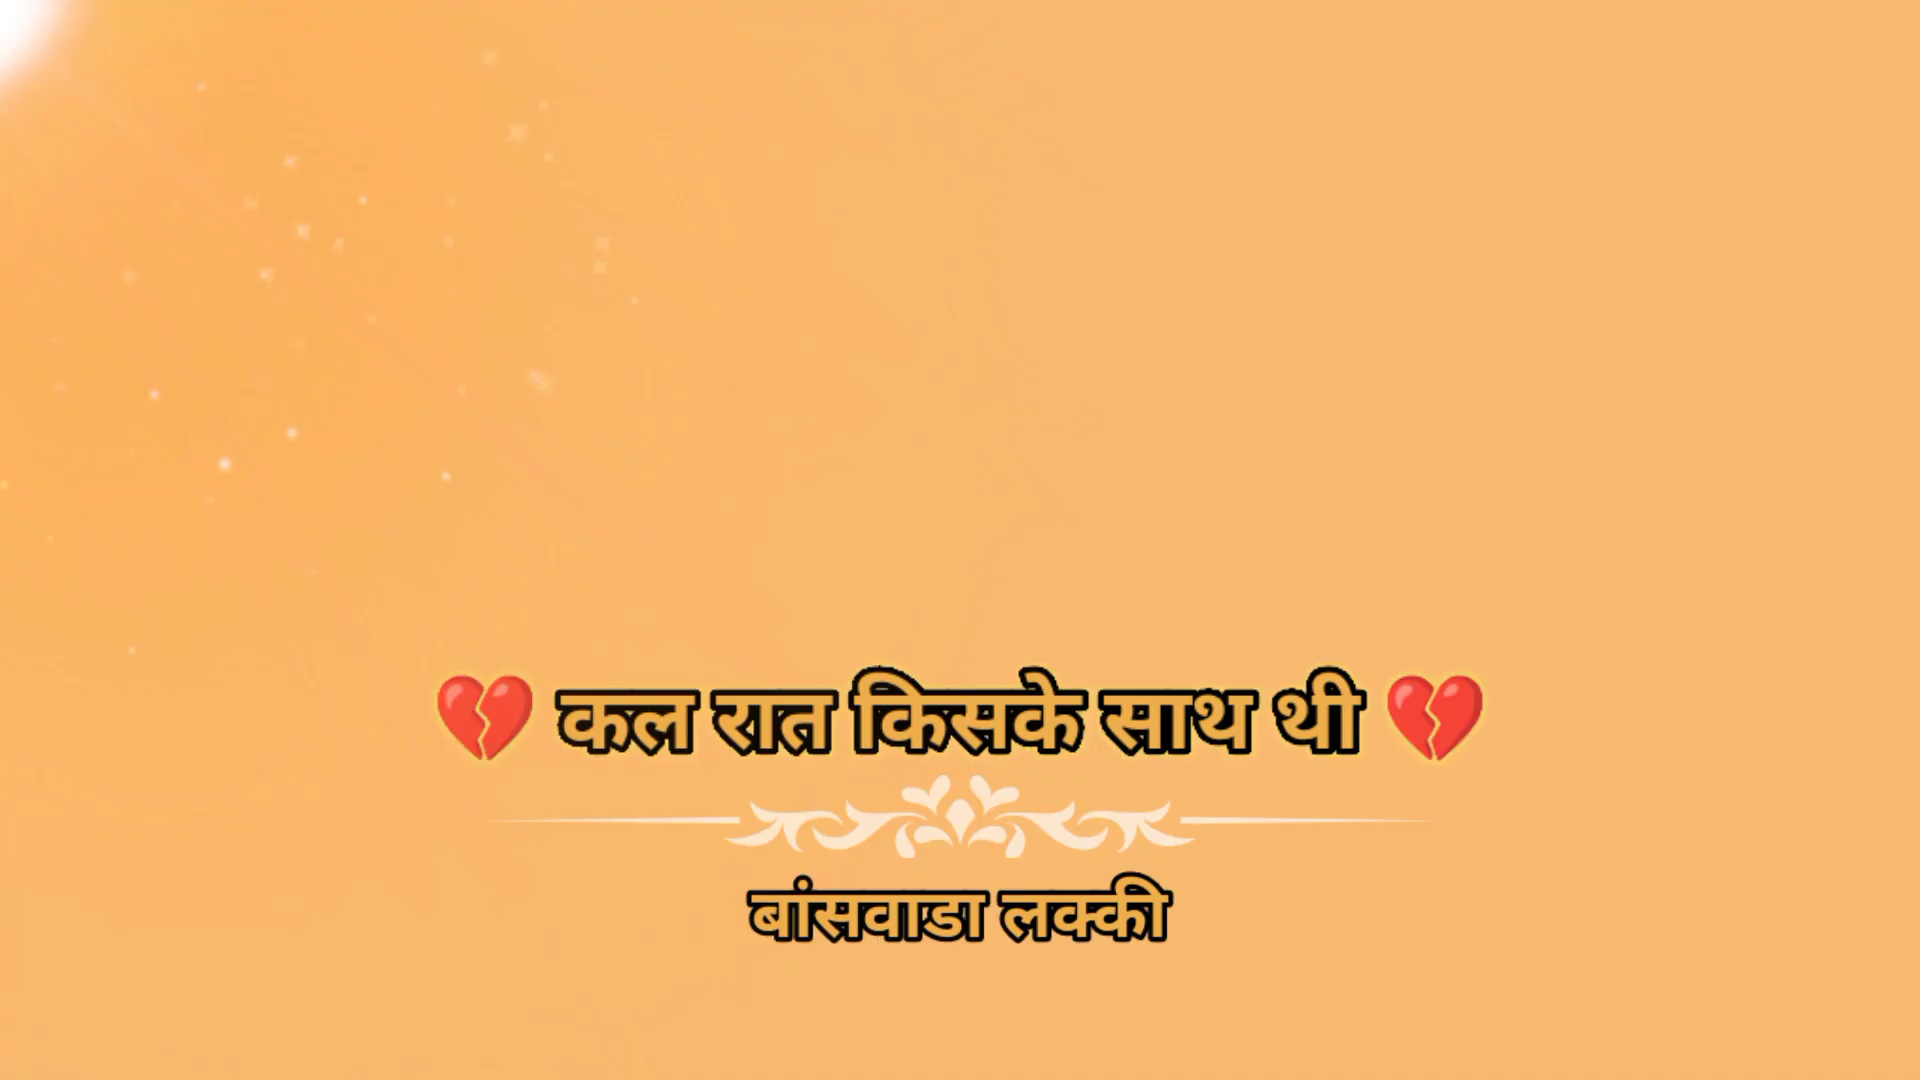 💔 कल रात किसके साथ थी 💔
बांसवाडा लक्की